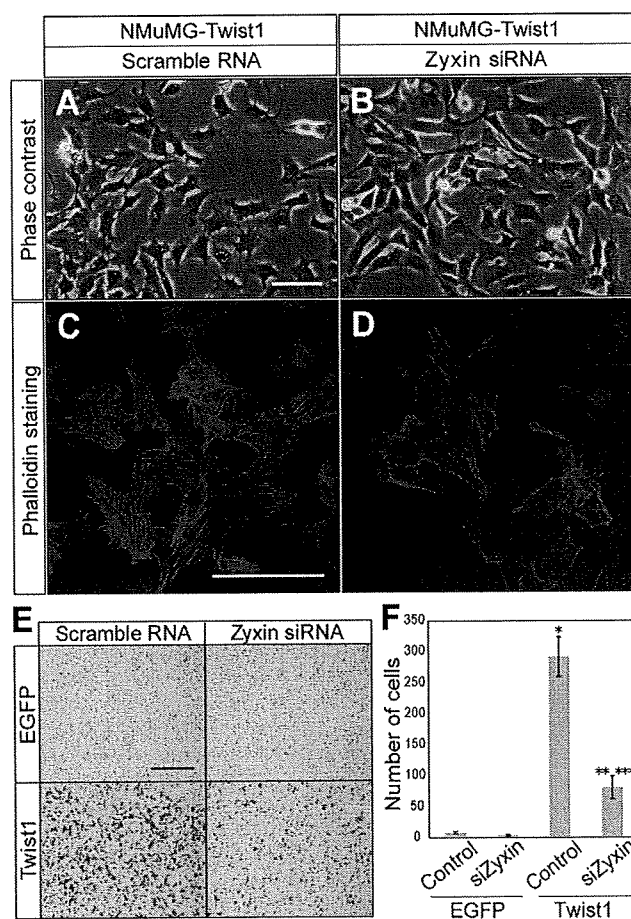 NMuMG-Twist1 NMuMG-Twist1
Scramble RNA Zyxin siRNA
Phase contrast
A B
Phalloidin staining
C D
E
Scramble RNA Zyxin siRNA
EGFP
Twist1
F
Number of cells
350
300
250
200
150
100
50
0
* ** ***
Control siZyxin Control siZyxin
EGFP Twist1